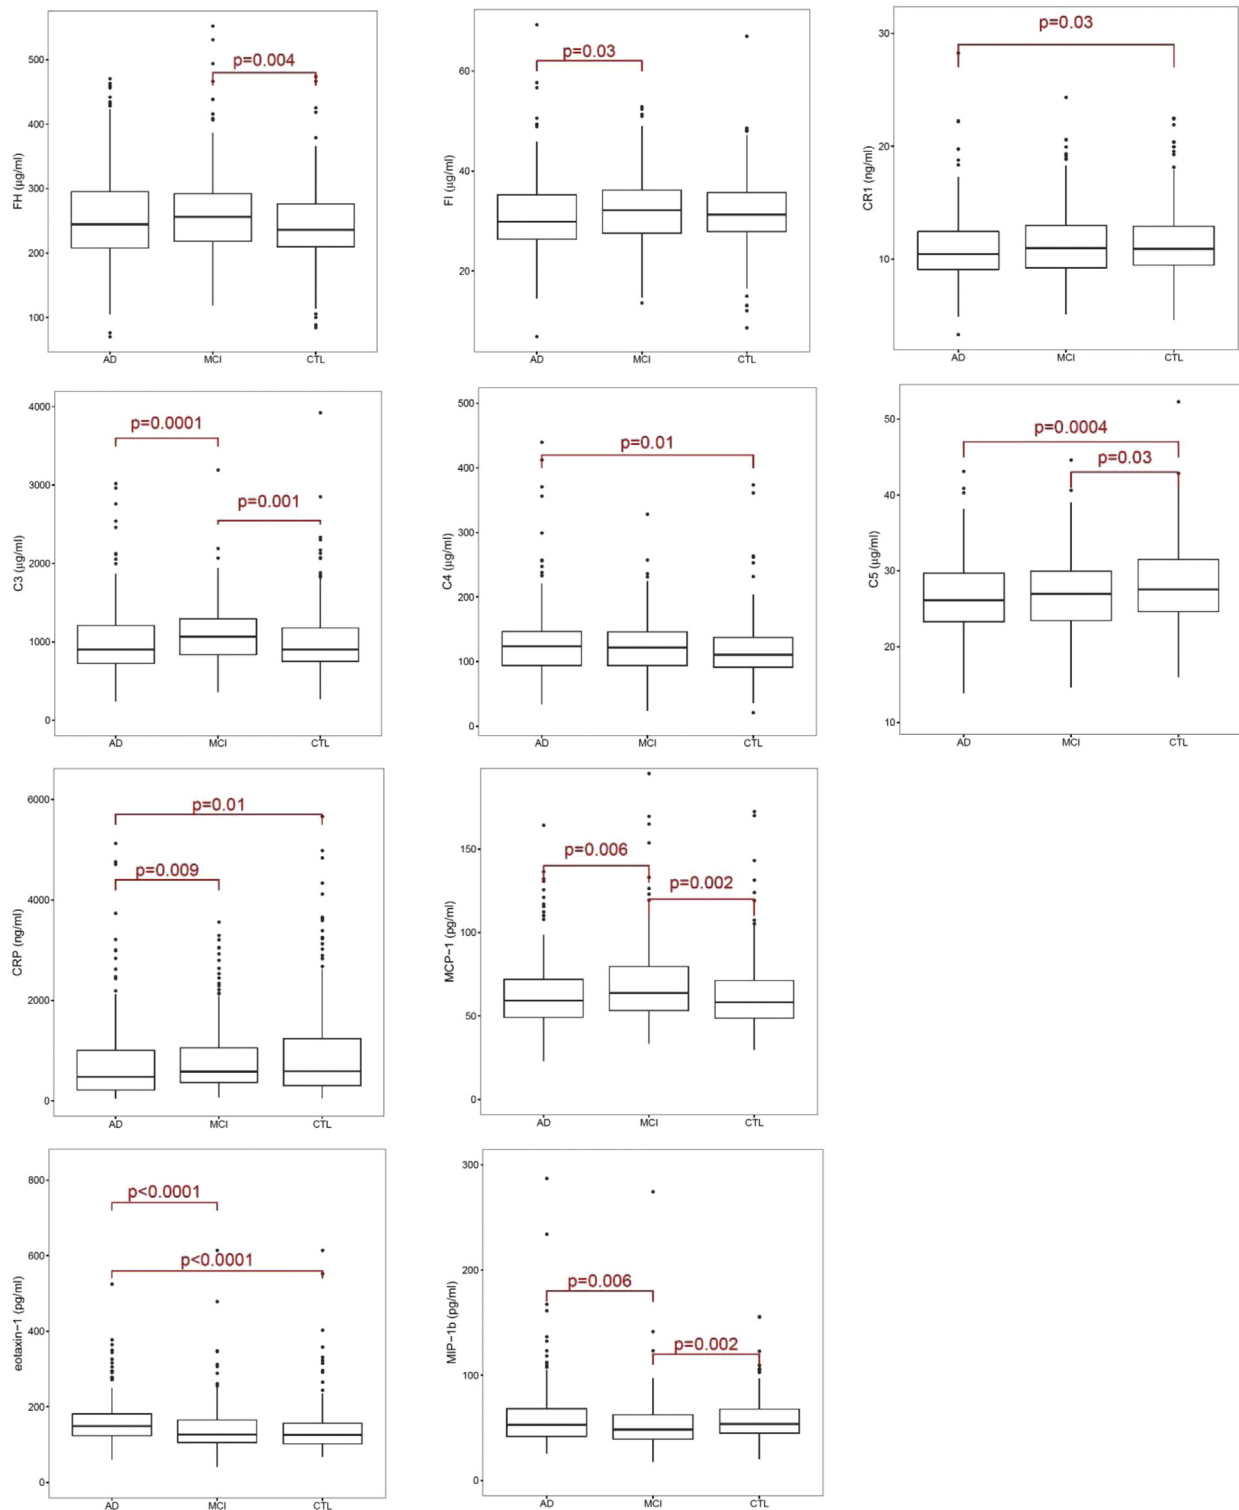 p=0.004
500
400
300
200
100
FH (µg/ml)
AD MCI CTL
p=0.03
60
40
20
FI (µg/ml)
AD MCI CTL
p=0.03
30
20
10
CR1 (ng/ml)
AD MCI CTL
p=0.0001
p=0.001
4000
3000
2000
1000
0
C3 (µg/ml)
AD MCI CTL
p=0.01
500
400
300
200
100
0
C4 (µg/ml)
AD MCI CTL
p=0.0004
p=0.03
50
40
30
20
10
C5 (µg/ml)
AD MCI CTL
p=0.01
p=0.009
6000
4000
2000
0
CRP (ng/ml)
AD MCI CTL
p=0.006
p=0.002
150
100
50
0
MCP−1 (pg/ml)
AD MCI CTL
p<0.0001
p<0.0001
800
600
400
200
0
eotaxin−1 (pg/ml)
AD MCI CTL
p=0.006
p=0.002
300
200
100
0
MIP−1b (pg/ml)
AD MCI CTL